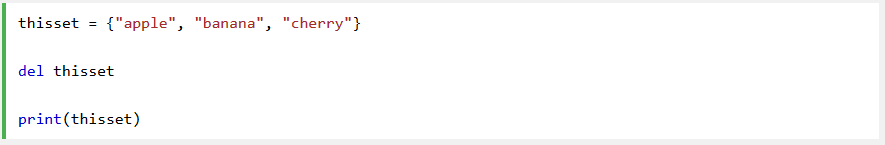 thisset = {"apple", "banana", "cherry"}
del thisset
print(thisset)